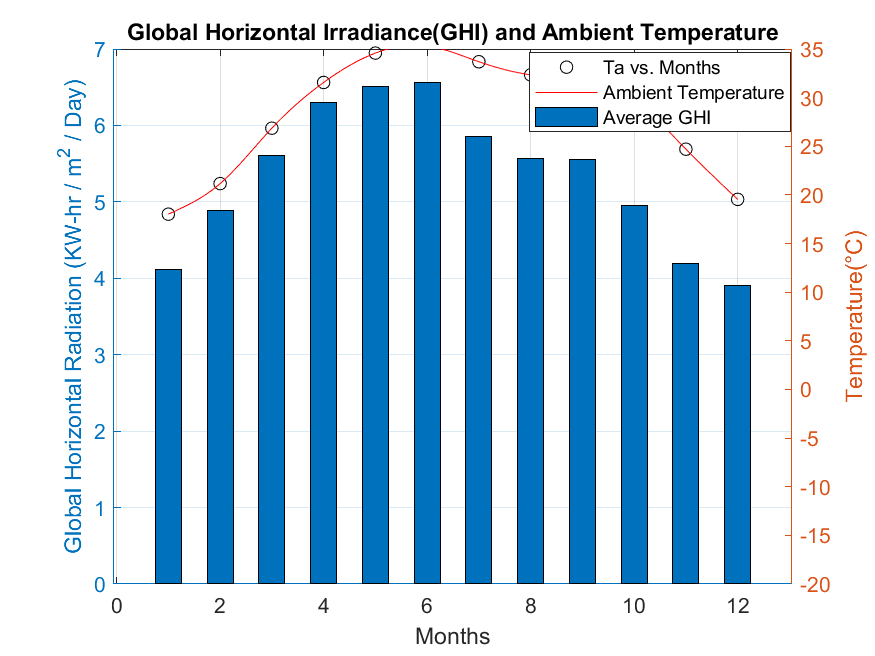 Global Horizontal Irradiance(GHI) and Ambient Temperature
Global Horizontal Radiation (KW-hr / m² / Day)
7
6
5
4
3
2
1
0
Ta vs. Months
Ambient Temperature
Average GHI
35
30
25
20
15
10
5
0
-5
-10
-15
-20
Temperature(°C)
0 2 4 6 8 10 12
Months